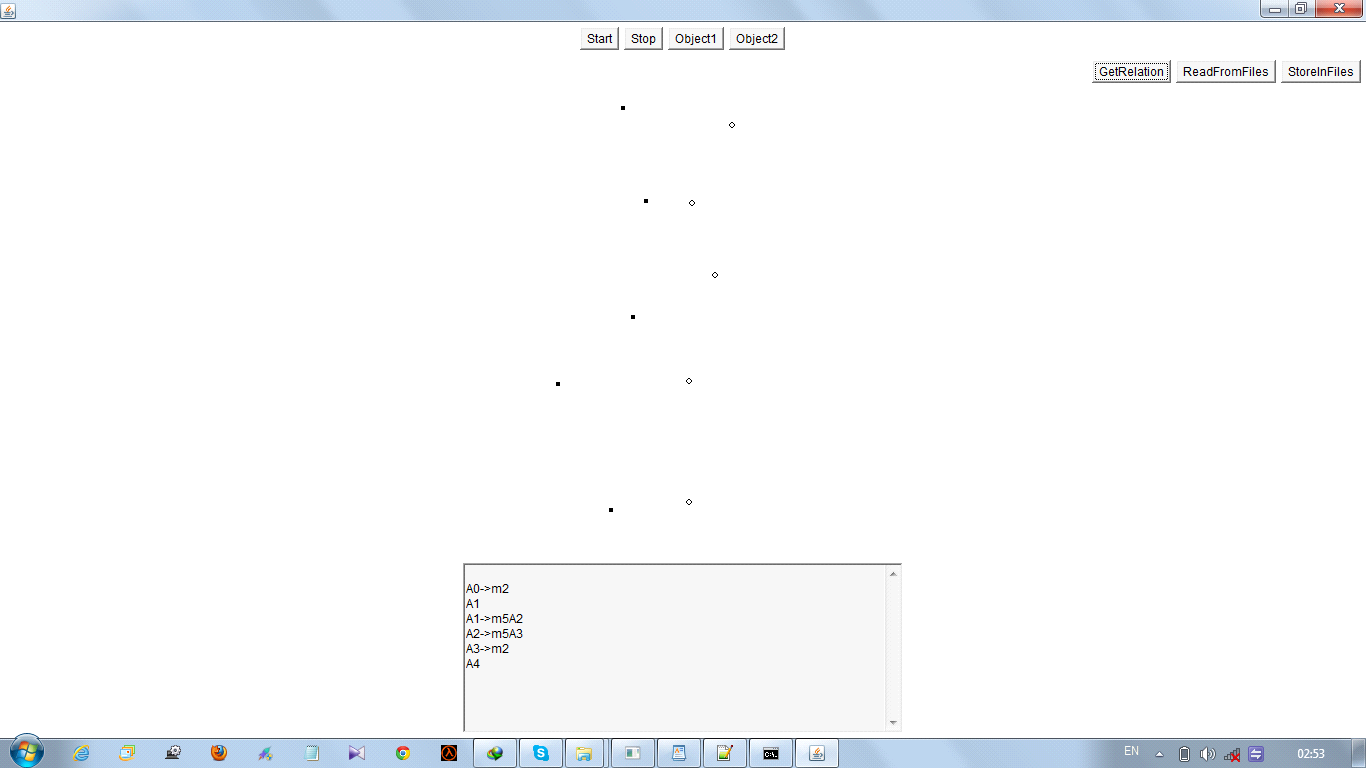 Start Stop Object1 Object2
GetRelation ReadFromFiles StoreInFiles
A0->m2
A1
A1->m5A2
A2->m5A3
A3->m2
A4
EN 02:53